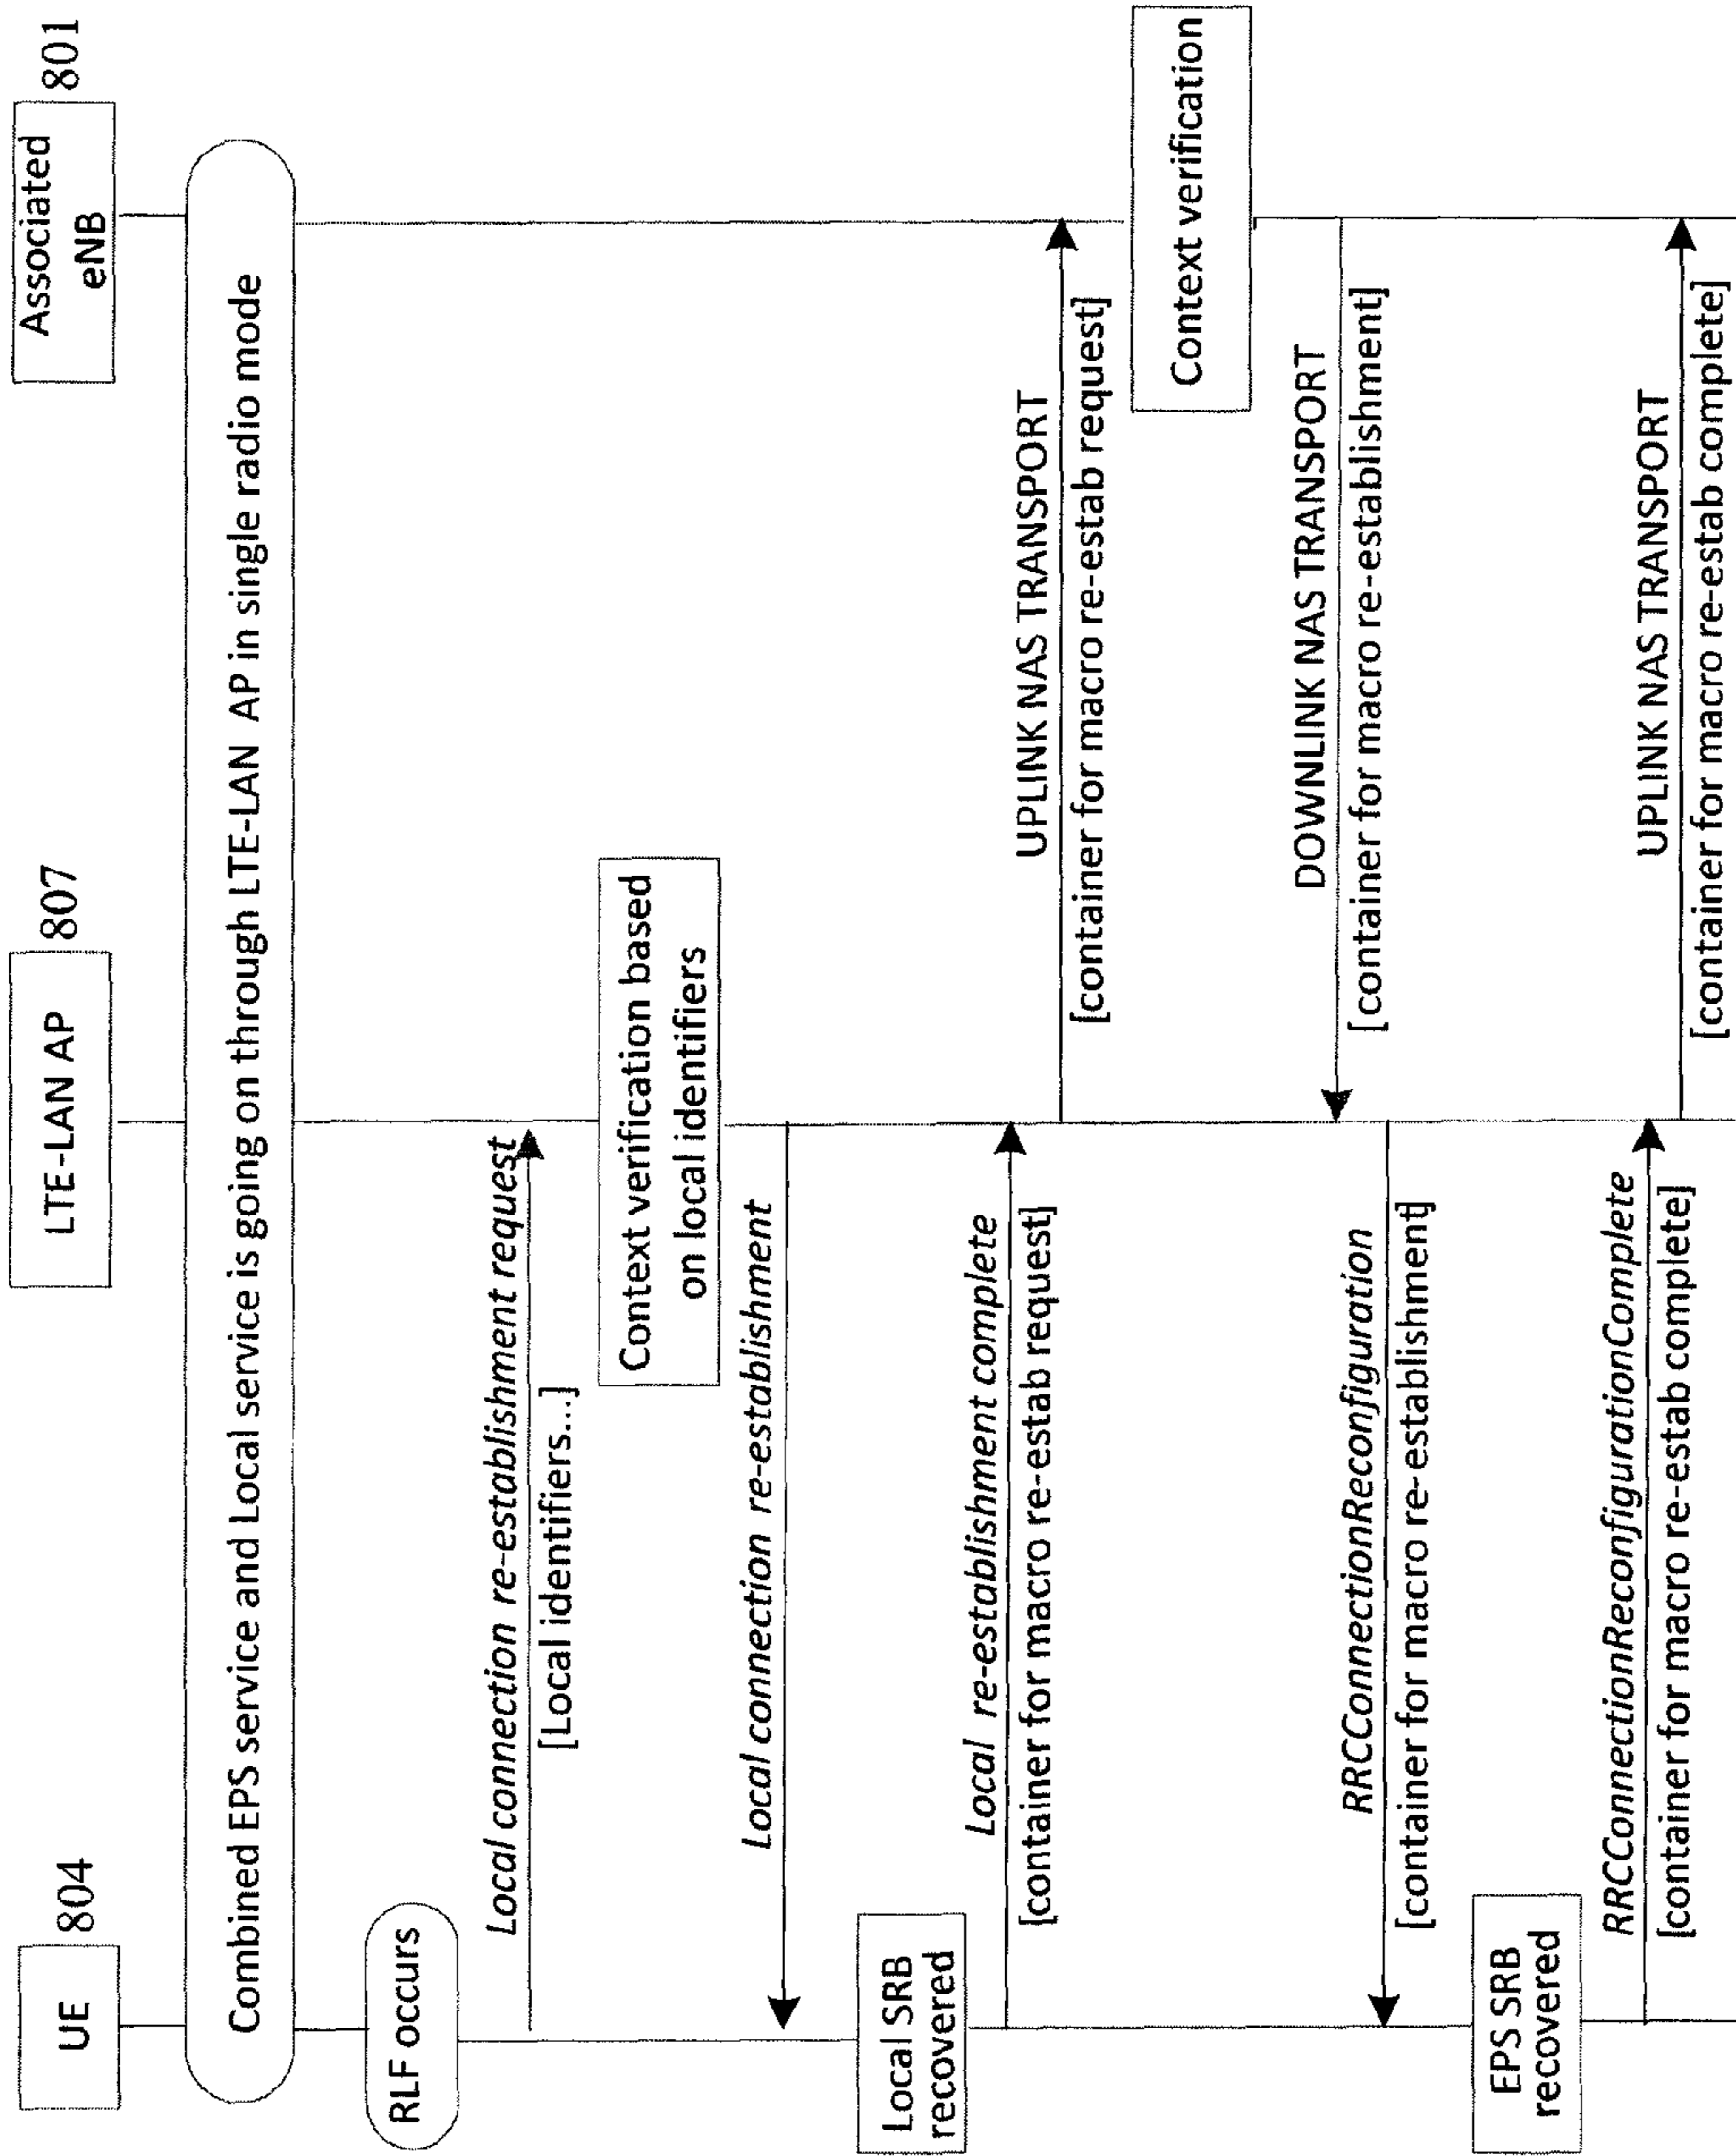 UE 804
LTE-LAN AP 807
Associated
eNB
801
Combined EPS service and Local service is going on through LTE-LAN AP in single radio mode
RLF occurs
Local connection re-establishment request
[Local identifiers...]
Context verification based
on local identifiers
Local connection re-establishment
Local SRB
recovered
Local re-establishment complete
[container for macro re-estab request]
UPLINK NAS TRANSPORT
[container for macro re-estab request]
Context verification
DOWNLINK NAS TRANSPORT
[container for macro re-establishment]
RRCConnectionReconfiguration
[container for macro re-establishment]
EPS SRB
recovered
RRCConnectionReconfigurationComplete
[container for macro re-estab complete]
UPLINK NAS TRANSPORT
[container for macro re-estab complete]